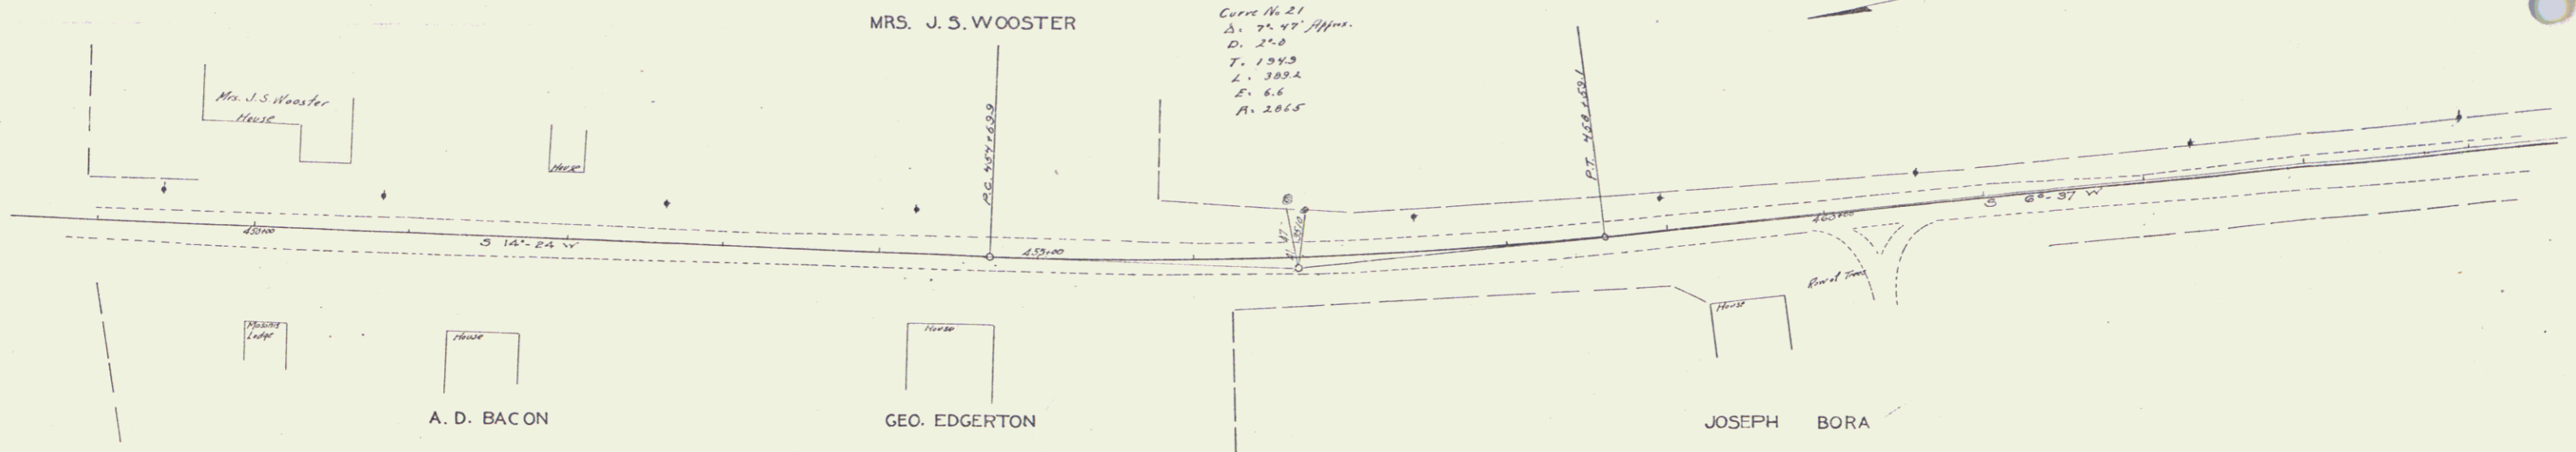 MRS. J. S. WOOSTER
Curve No 21
Δ. 7°-47' Appns.
D. 2°-0
T. 194.9
L. 389.2
E. 6.6
R. 2865
Mrs. J. S. Wooster
House
House
P.C. 454+69.9
P.T. 458+59.1
450+00
S 14°-24 W
455+00
460+00
S 6°-37 W
Row of Trees
Masonic
Lodge
House
House
House
A. D. BACON
GEO. EDGERTON
JOSEPH BORA